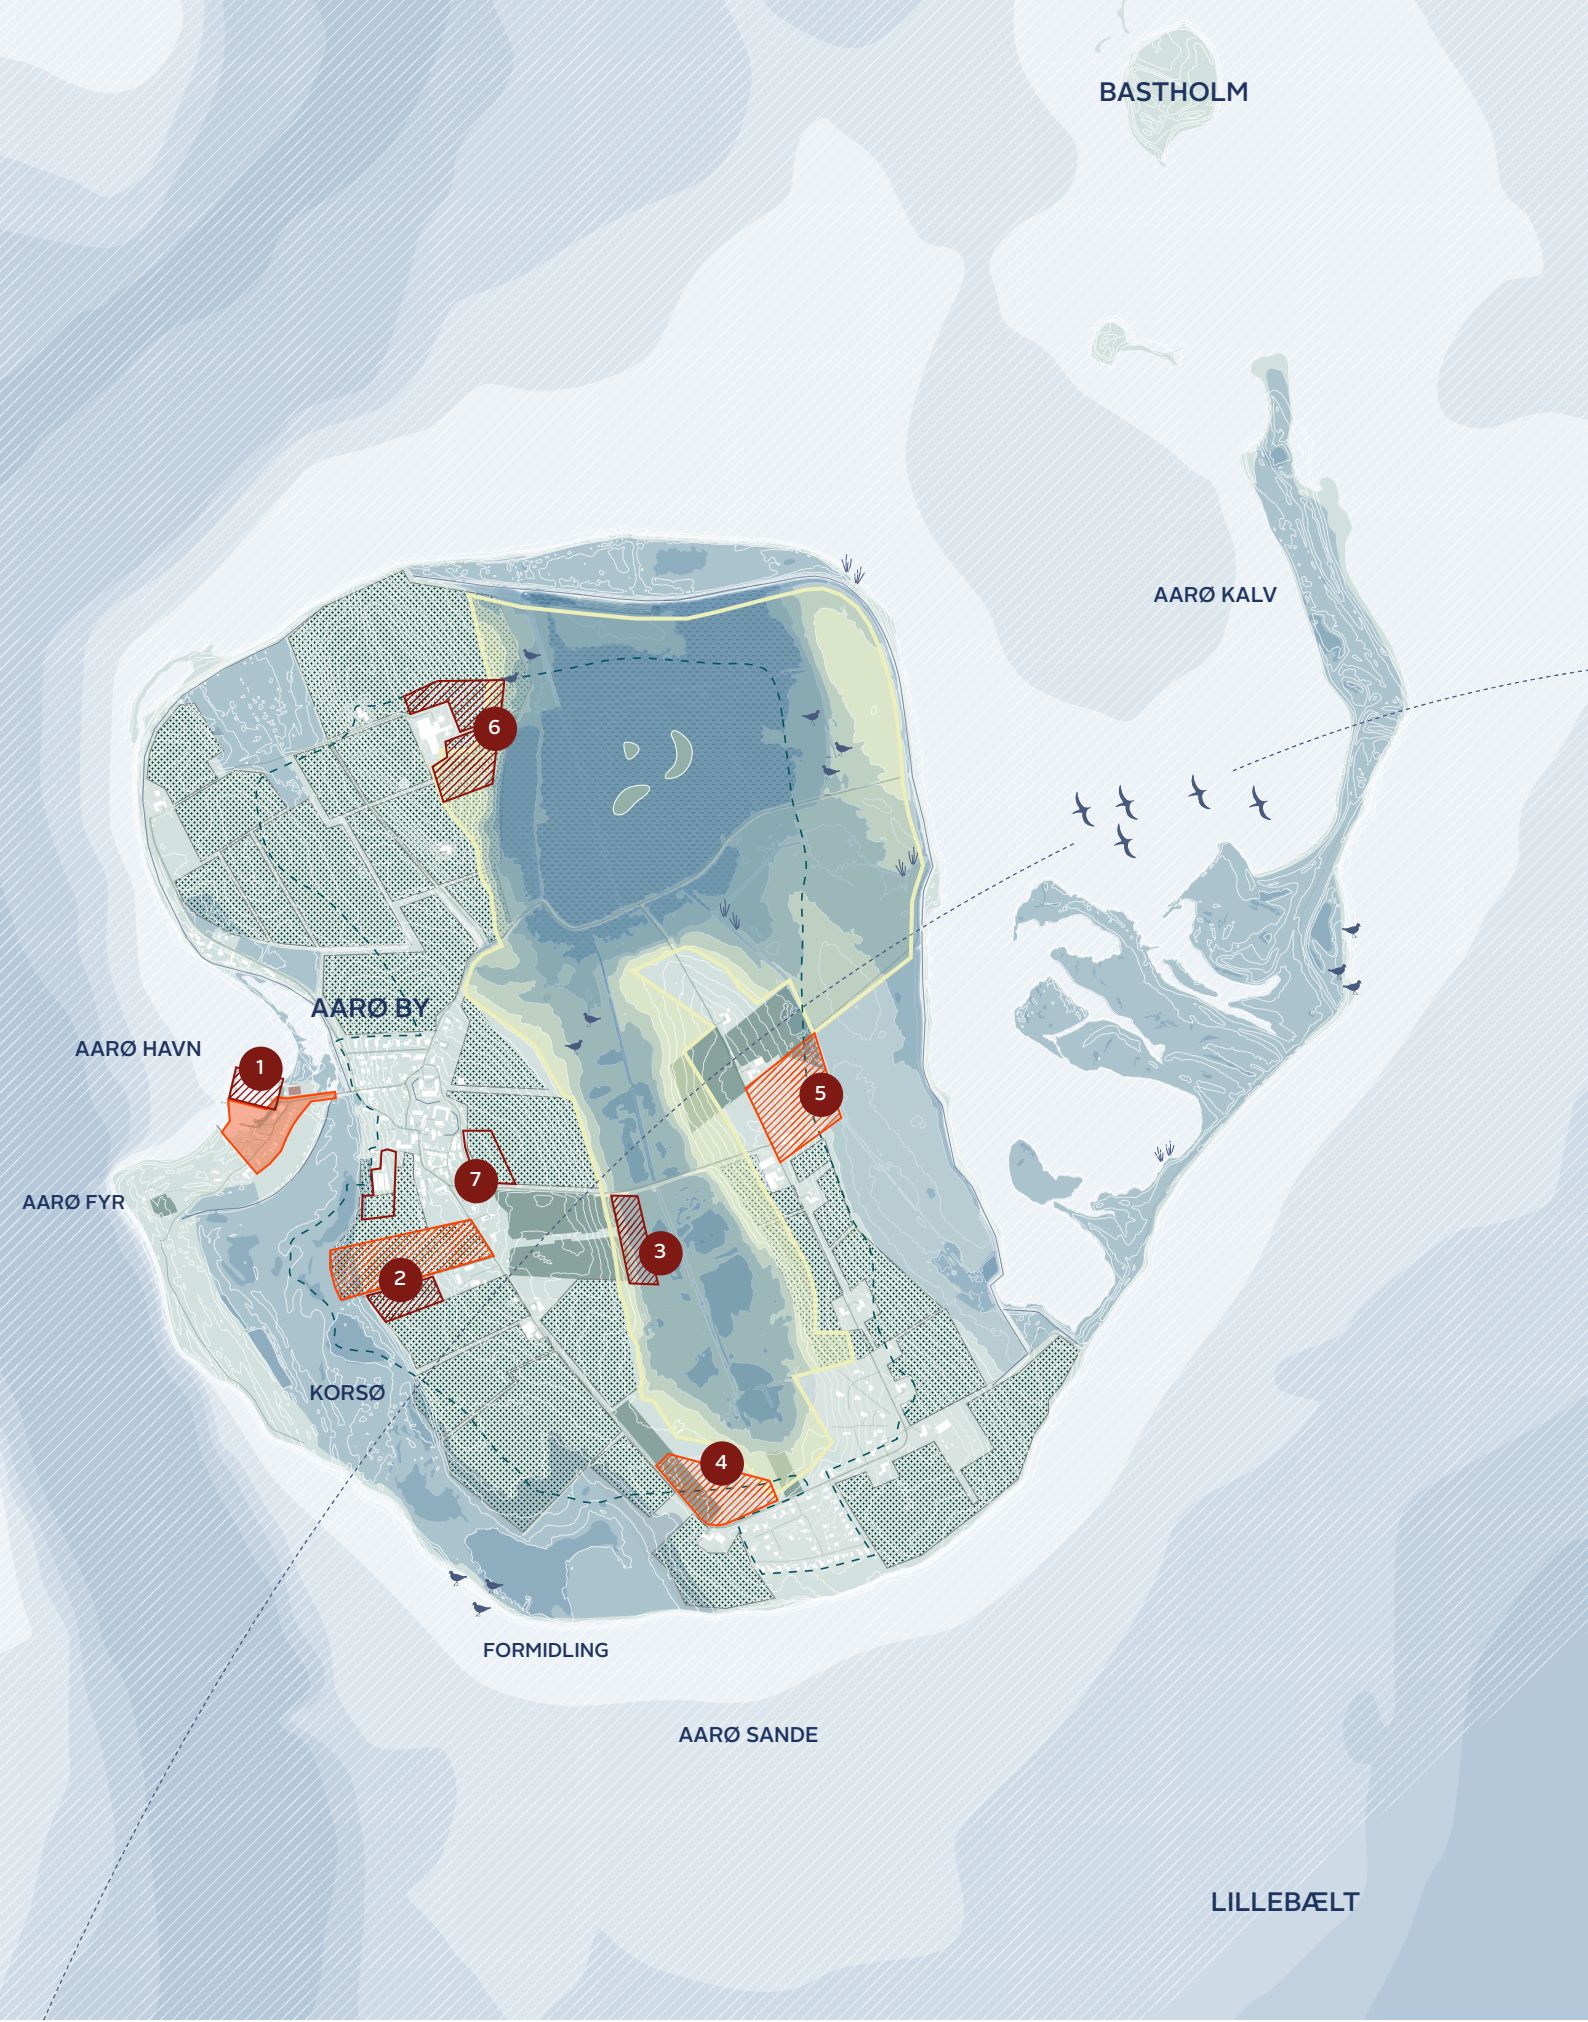 BASTHOLM
AARØ KALV
6
AARØ BY
AARØ HAVN
1
5
7
AARØ FYR
3
2
KORSØ
4
FORMIDLING
AARØ SANDE
LILLEBÆLT